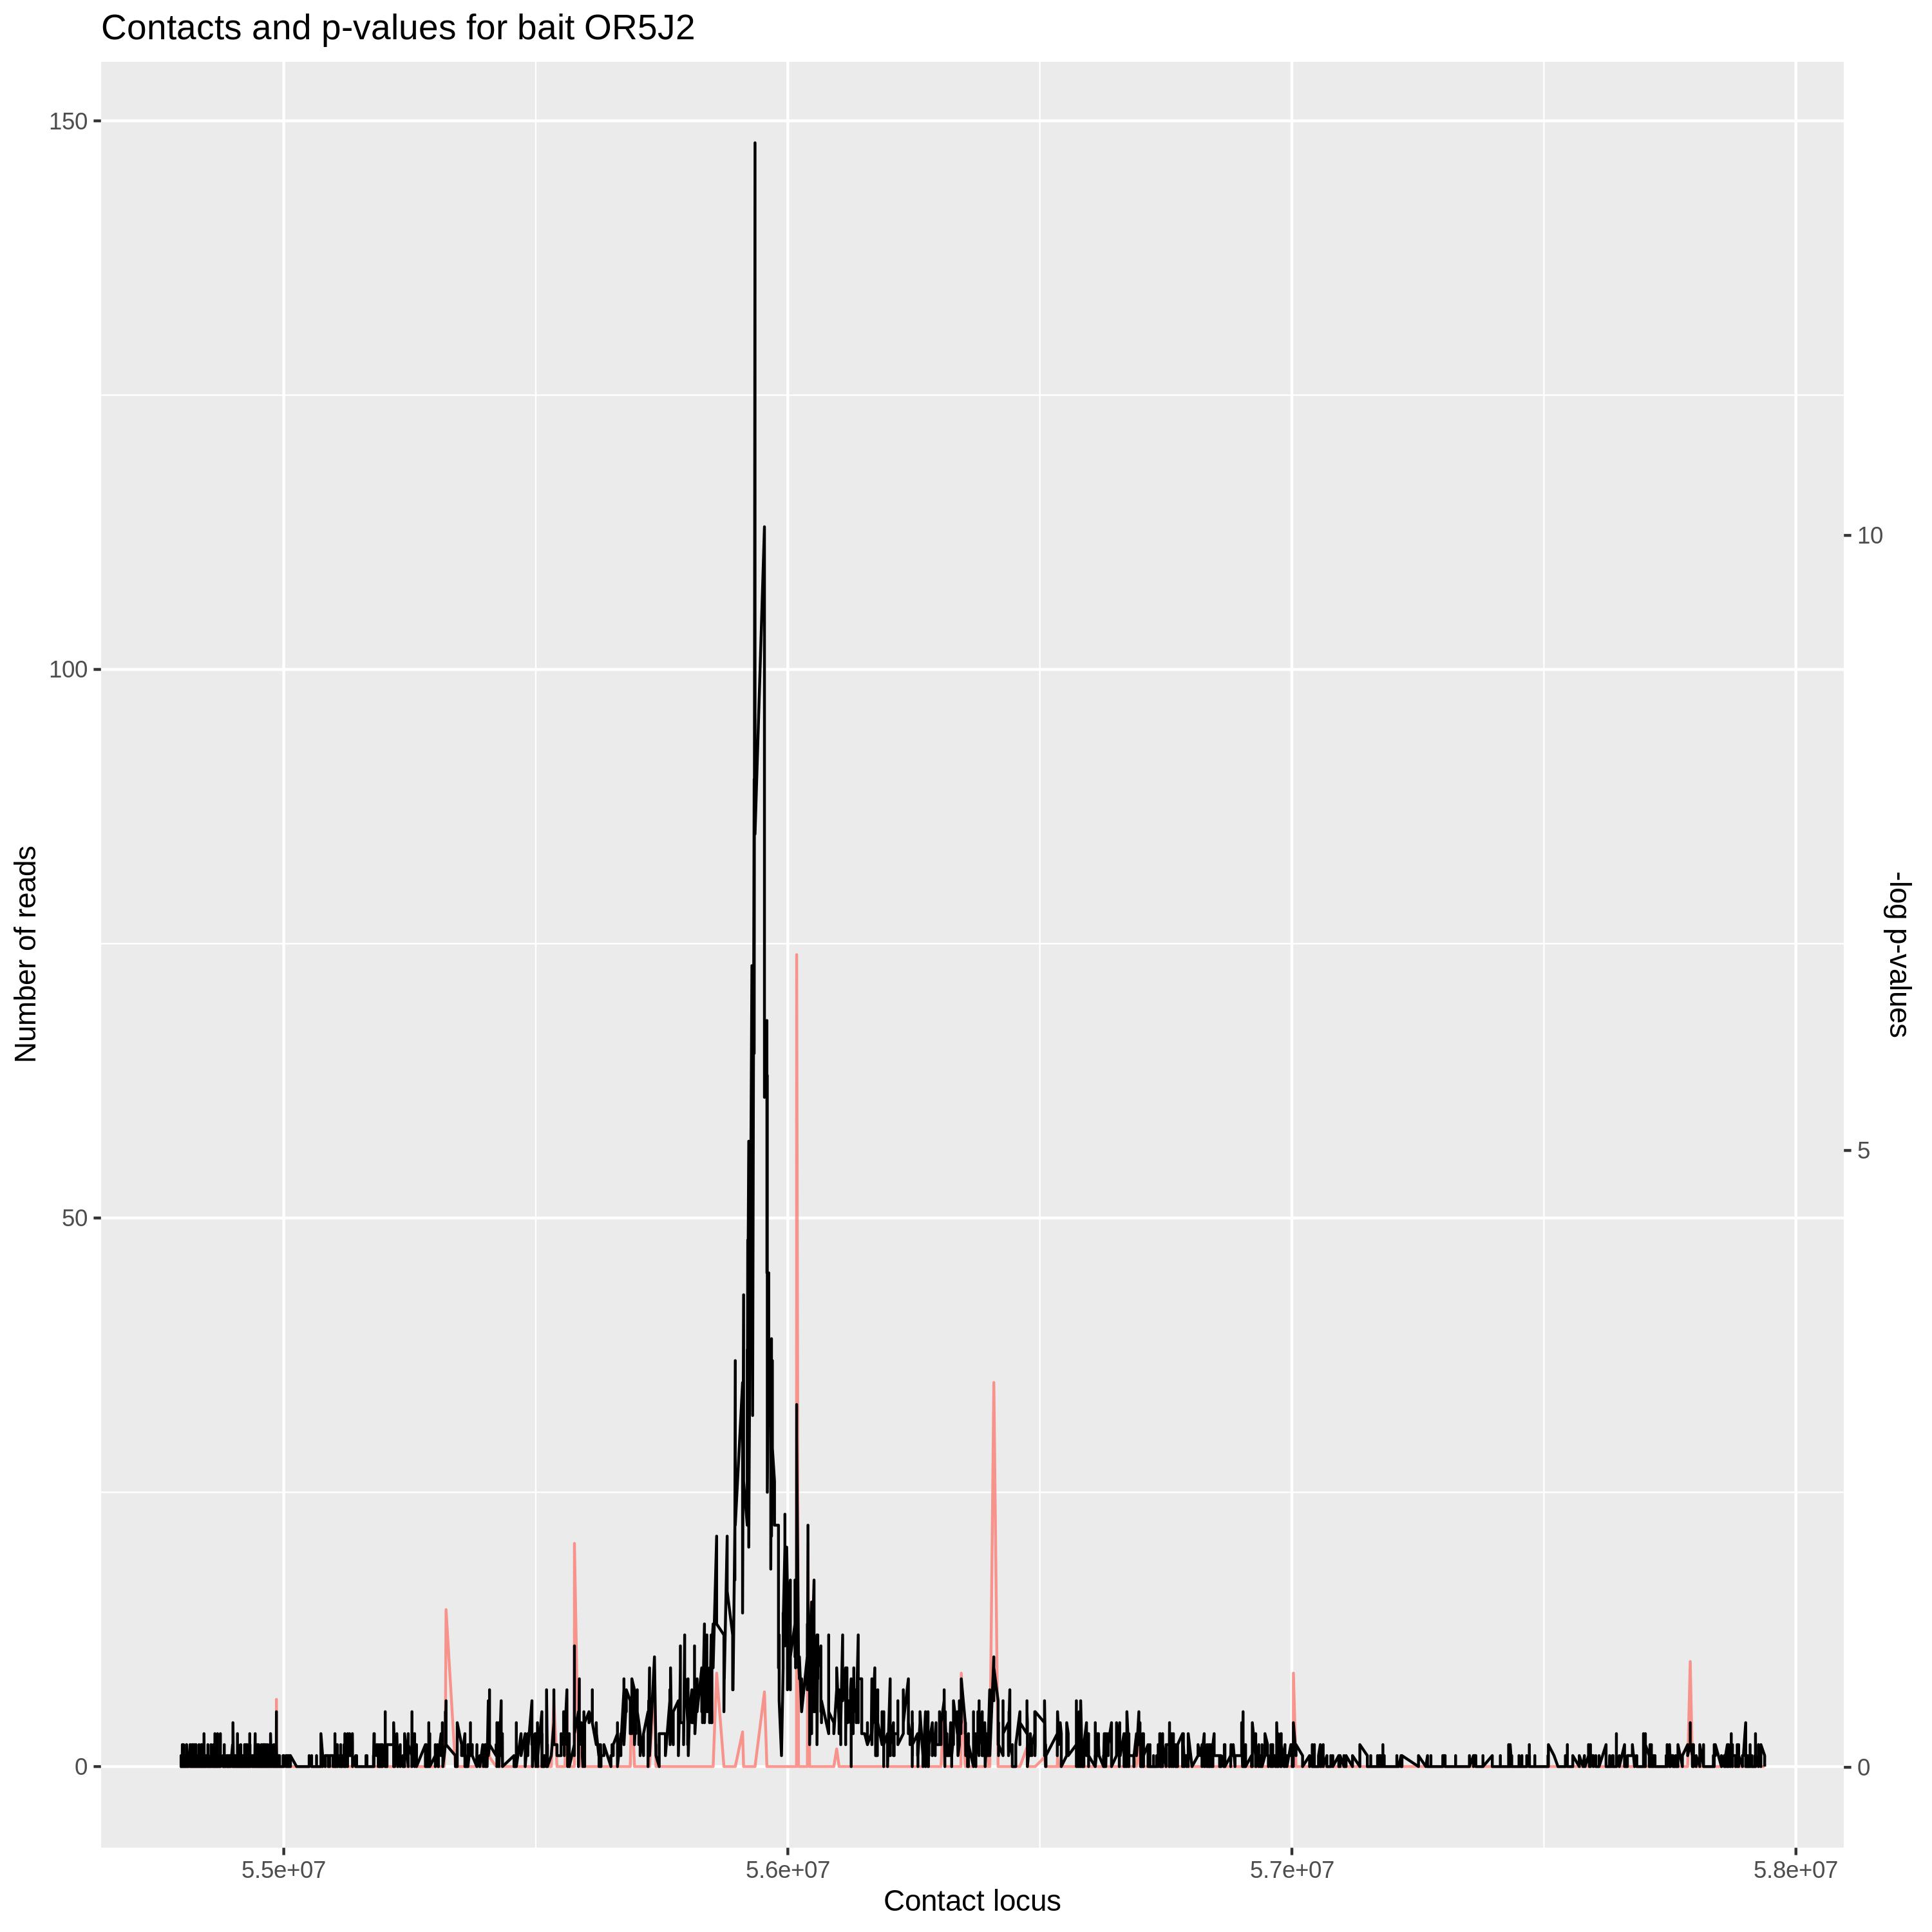 Contacts and p-values for bait OR5J2
150
100
50
0
Number of reads
10
5
0
-log p-values
5.5e+07
5.6e+07
5.7e+07
5.8e+07
Contact locus